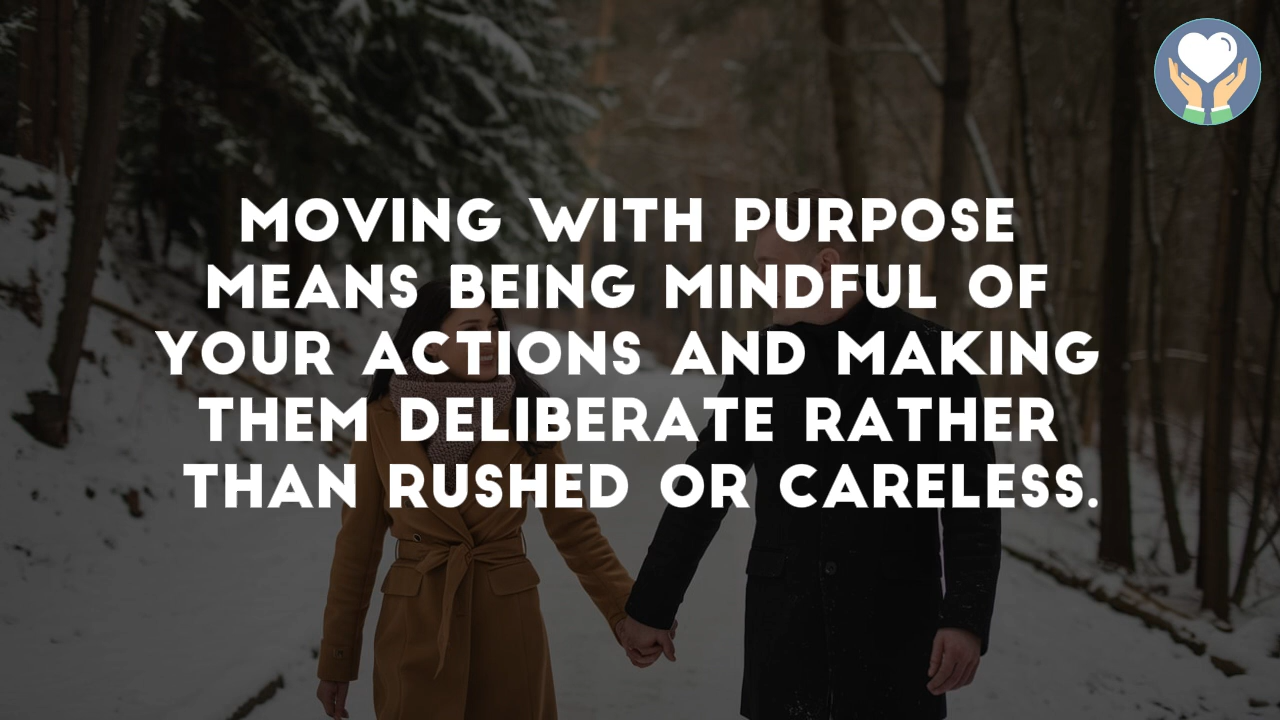 MOVING WITH PURPOSE
MEANS BEING MINDFUL OF
YOUR ACTIONS AND MAKING
THEM DELIBERATE RATHER
THAN RUSHED OR CARELESS.